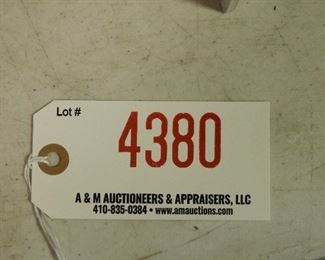 Lot #
4380
A & M AUCTIONEERS & APPRAISERS, LLC
410-835-0384 • www.amauctions.com